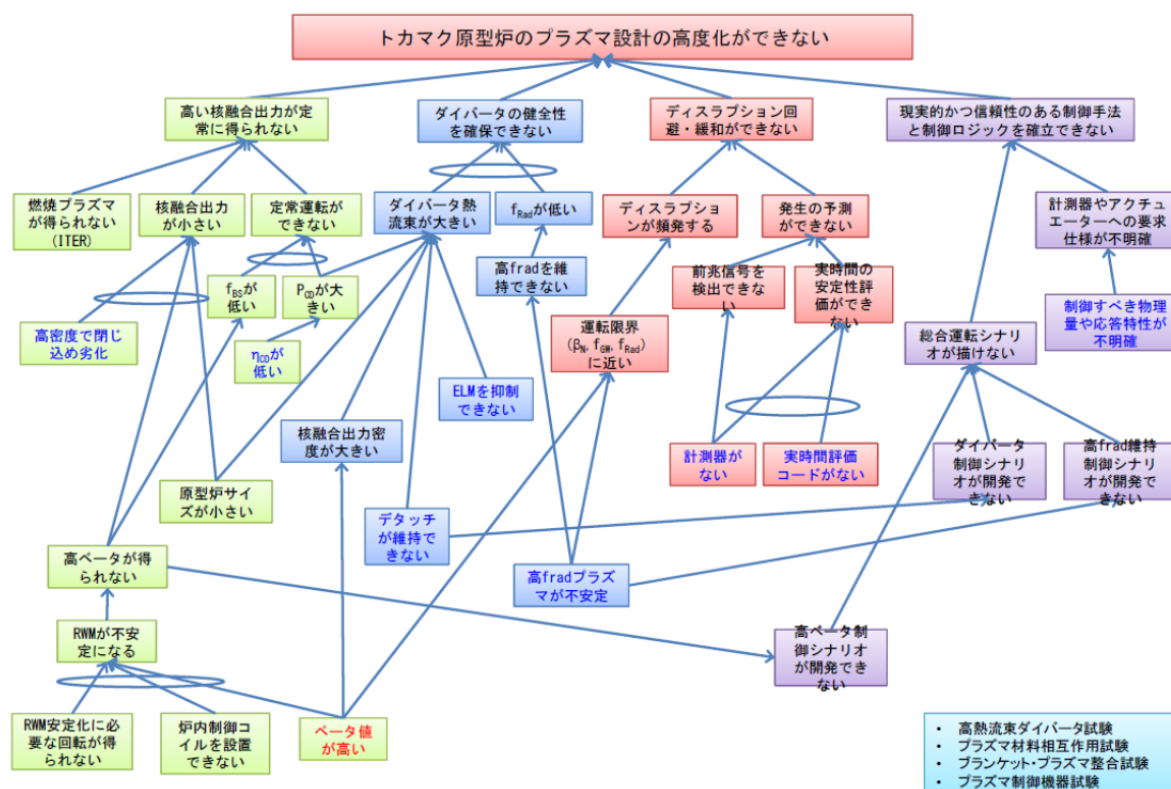 トカマク原型炉のプラズマ設計の高度化ができない
高い核融合出力が定
常に得られない
ダイバータの健全性
を確保できない
ディスラプション回
避・緩和ができない
現実的かつ信頼性のある制御手法
と制御ロジックを確立できない
燃焼プラズマ
が得られない
(ITER)
核融合出力
が小さい
定常運転が
できない
ダイバータ熱
流束が大きい
fRadが低い
ディスラプショ
ンが頻発する
発生の予測
ができない
計測器やアクチュ
エーターへの要求
仕様が不明確
fBSが
低い
PCDが大
きい
高fradを維
持できない
前兆信号を
検出できな
い
実時間の
安定性評
価ができな
い
高密度で閉じ
込め劣化
ηCDが
低い
運転限界
(βN, fGW, fRad)
に近い
総合運転シナリ
オが描けない
制御すべき物理
量や応答特性が
不明確
ELMを抑制
できない
核融合出力密
度が大きい
計測器が
ない
実時間評価
コードがない
ダイバータ
制御シナリ
オが開発で
きない
高frad維持
制御シナリ
オが開発で
きない
原型炉サイ
ズが小さい
デタッチ
が維持で
きない
高ベータが得
られない
高fradプラズ
マが不安定
RWMが不安
定になる
高ベータ制
御シナリオ
が開発でき
ない
RWM安定化に必
要な回転が得
られない
炉内制御コ
イルを設置
できない
ベータ値
が高い
• 高熱流束ダイバータ試験
• プラズマ材料相互作用試験
• ブランケット・プラズマ整合試験
• プラズマ制御機器試験